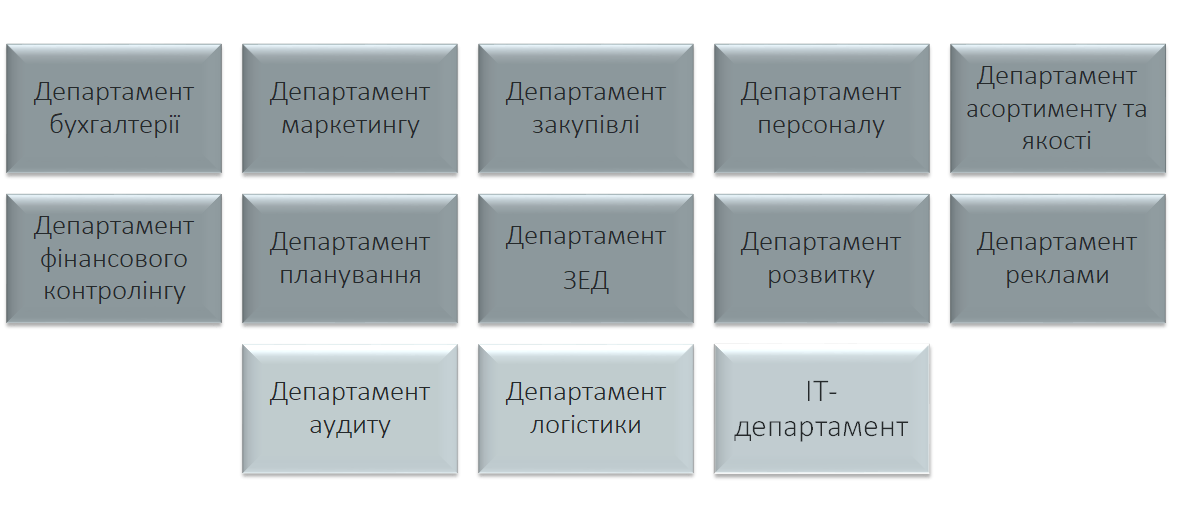 Департамент
бухгалтерії
Департамент
маркетингу
Департамент
закупівлі
Департамент
персоналу
Департамент
асортименту та
якості
Департамент
фінансового
контролінгу
Департамент
планування
Департамент
ЗЕД
Департамент
розвитку
Департамент
реклами
Департамент
аудиту
Департамент
логістики
ІТ-
департамент